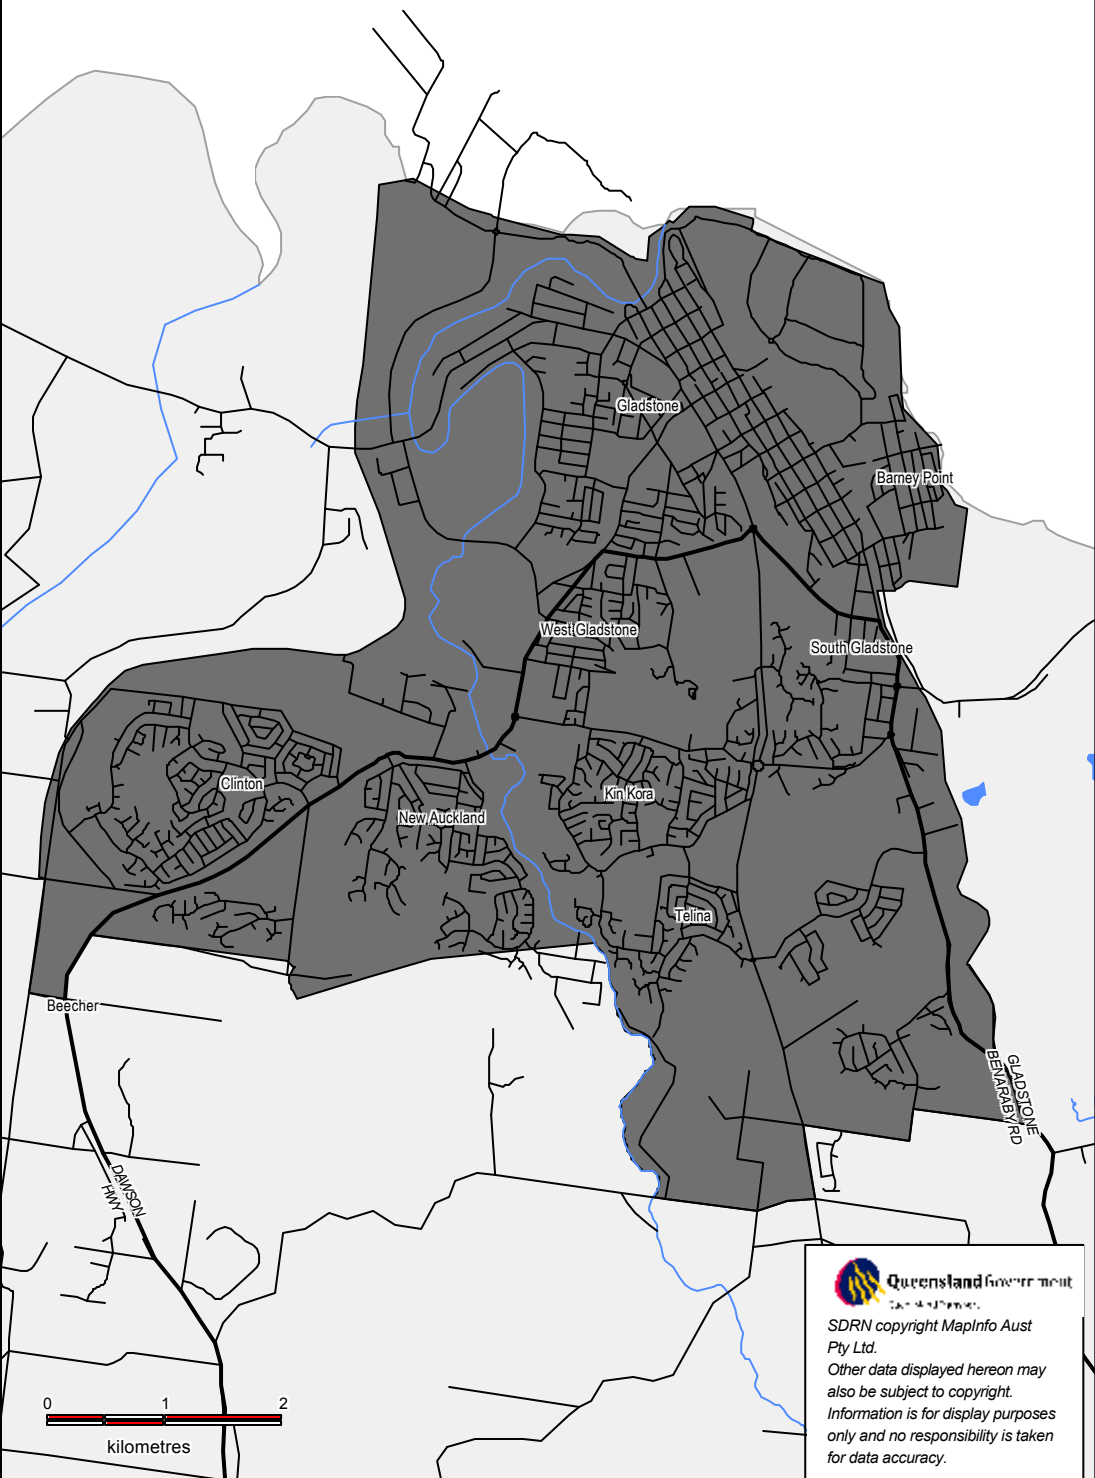 Gladstone
Barney Point
West Gladstone
South Gladstone
Clinton
Kin Kora
New Auckland
Telina
Beecher
GLADSTONE
BENARABY RD
DAWSON
HWY
0 1 2
kilometres
Queensland Government
SDRN copyright MapInfo Aust
Pty Ltd.
Other data displayed hereon may
also be subject to copyright.
Information is for display purposes
only and no responsibility is taken
for data accuracy.